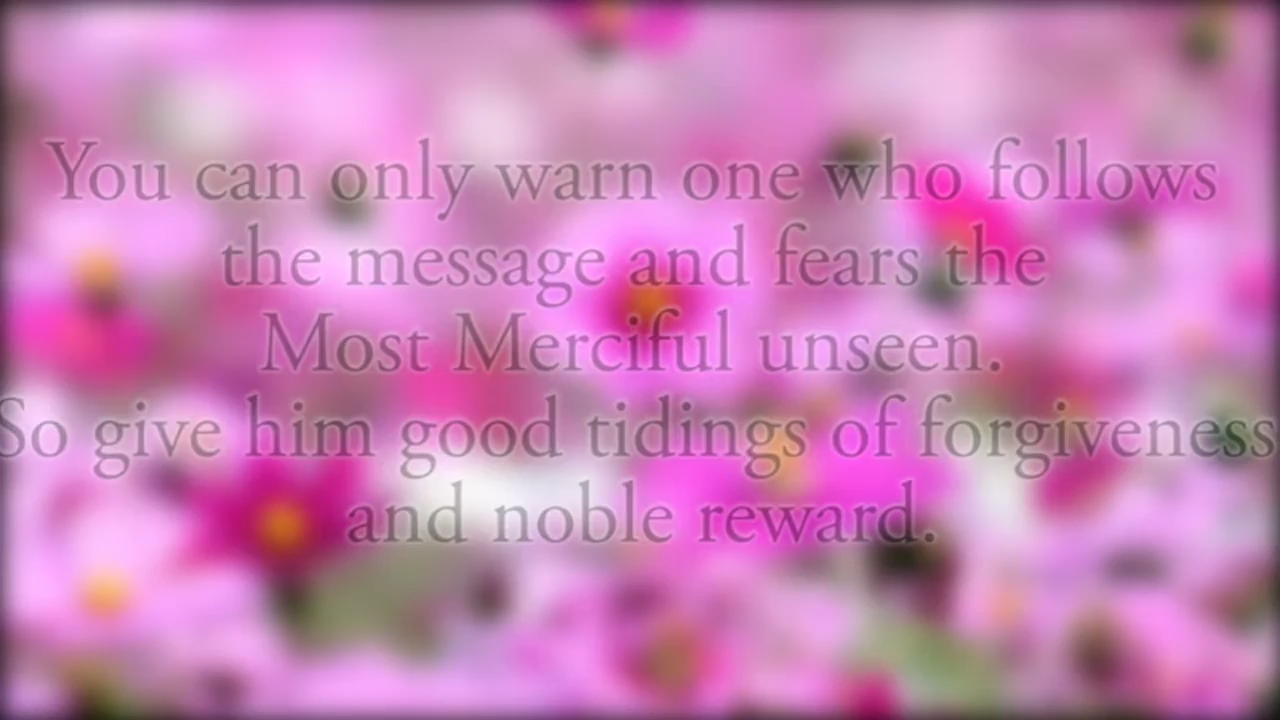 You can only warn one who follows
the message and fears the
Most Merciful unseen.
So give him good tidings of forgiveness
and noble reward.